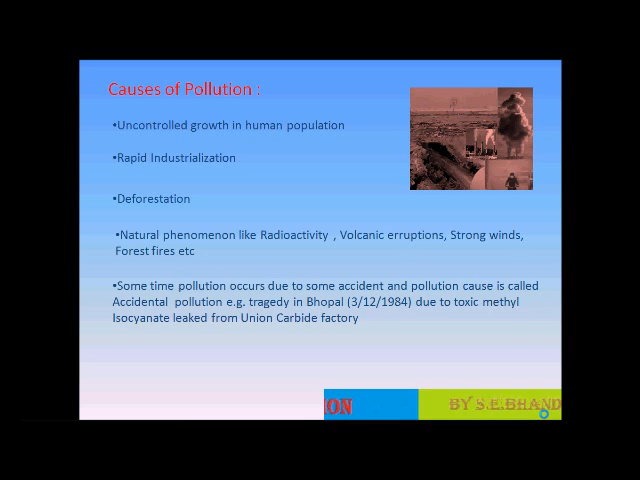 Causes of Pollution :
•Uncontrolled growth in human population
•Rapid Industrialization
•Deforestation
•Natural phenomenon like Radioactivity , Volcanic erruptions, Strong winds,
Forest fires etc
•Some time pollution occurs due to some accident and pollution cause is called
Accidental pollution e.g. tragedy in Bhopal (3/12/1984) due to toxic methyl
Isocyanate leaked from Union Carbide factory
ION BY S.E.BHAND